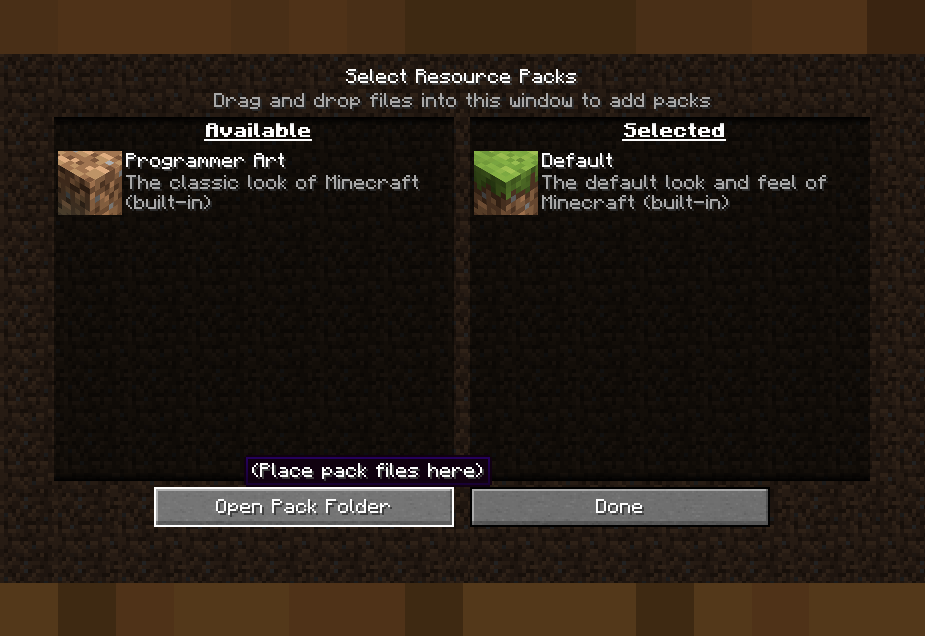 Select Resource Packs
Drag and drop files into this window to add packs
Available
Programmer Art
The classic look of Minecraft
(built-in)
Selected
Default
The default look and feel of
Minecraft (built-in)
(Place pack files here)
Open Pack Folder
Done